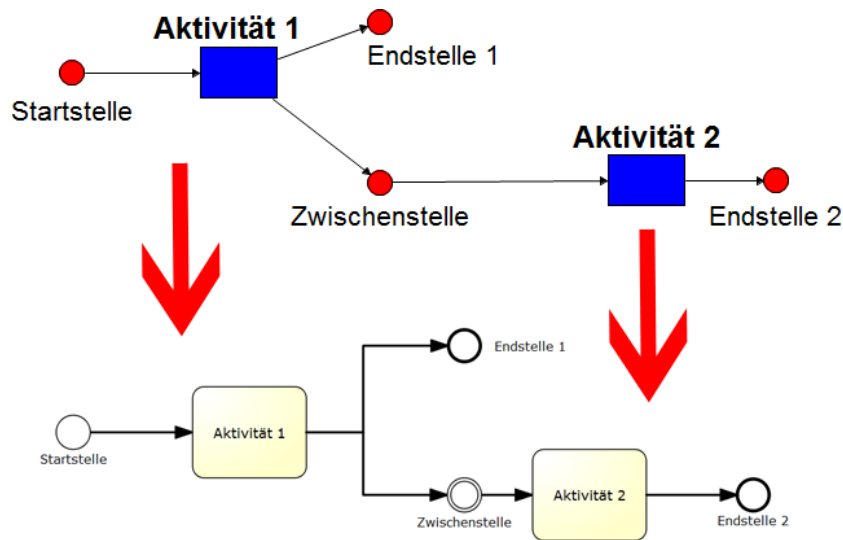 Aktivität 1
Endstelle 1
Startstelle
Aktivität 2
Zwischenstelle
Endstelle 2
Endstelle 1
Aktivität 1
Startstelle
Aktivität 2
Zwischenstelle
Endstelle 2